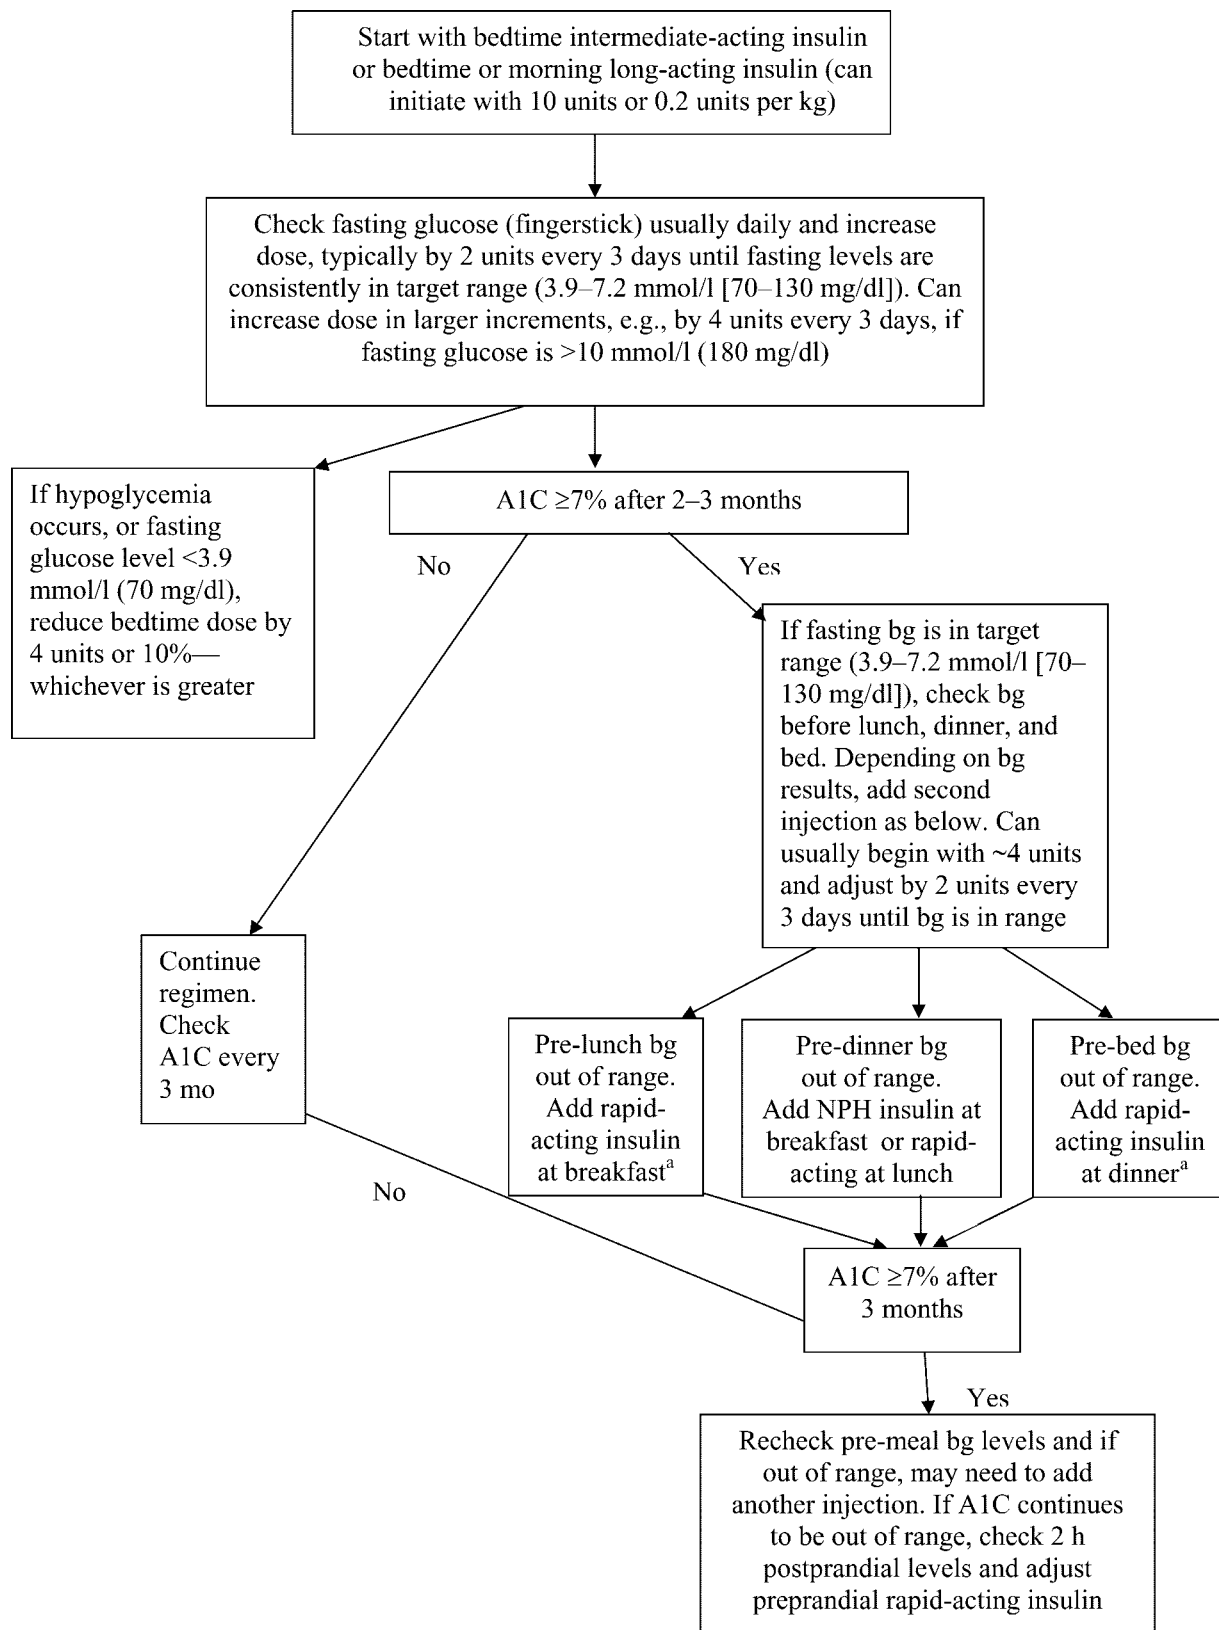 Start with bedtime intermediate-acting insulin
or bedtime or morning long-acting insulin (can
initiate with 10 units or 0.2 units per kg)
Check fasting glucose (fingerstick) usually daily and increase
dose, typically by 2 units every 3 days until fasting levels are
consistently in target range (3.9–7.2 mmol/l [70–130 mg/dl]). Can
increase dose in larger increments, e.g., by 4 units every 3 days, if
fasting glucose is >10 mmol/l (180 mg/dl)
If hypoglycemia
occurs, or fasting
glucose level <3.9
mmol/l (70 mg/dl),
reduce bedtime dose by
4 units or 10%—
whichever is greater
A1C ≥7% after 2–3 months
No
Yes
If fasting bg is in target
range (3.9–7.2 mmol/l [70–
130 mg/dl]), check bg
before lunch, dinner, and
bed. Depending on bg
results, add second
injection as below. Can
usually begin with ~4 units
and adjust by 2 units every
3 days until bg is in range
Continue
regimen.
Check
A1C every
3 mo
Pre-lunch bg
out of range.
Add rapid-
acting insulin
at breakfastᵃ
Pre-dinner bg
out of range.
Add NPH insulin at
breakfast or rapid-
acting at lunch
Pre-bed bg
out of range.
Add rapid-
acting insulin
at dinnerᵃ
No
A1C ≥7% after
3 months
Yes
Recheck pre-meal bg levels and if
out of range, may need to add
another injection. If A1C continues
to be out of range, check 2 h
postprandial levels and adjust
preprandial rapid-acting insulin